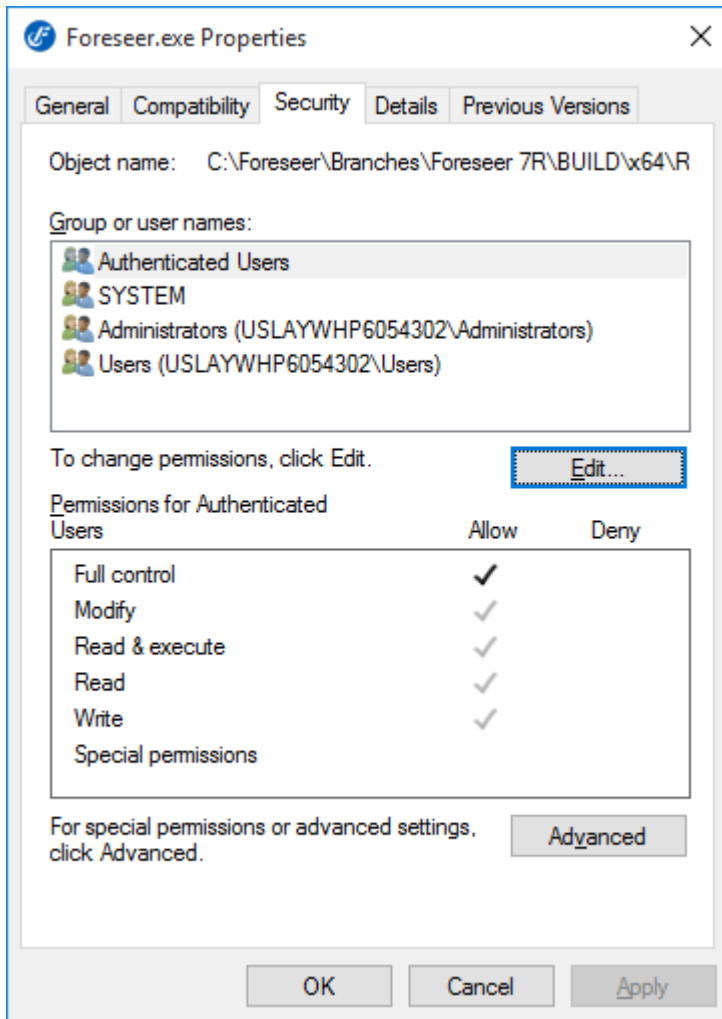 Foreseer.exe Properties
General Compatibility Security Details Previous Versions
Object name: C:\Foreseer\Branches\Foreseer 7R\BUILD\x64\R
Group or user names:
Authenticated Users
SYSTEM
Administrators (USLAYWHP6054302\Administrators)
Users (USLAYWHP6054302\Users)
To change permissions, click Edit.
Edit...
Permissions for Authenticated
Users Allow Deny
Full control
Modify
Read & execute
Read
Write
Special permissions
For special permissions or advanced settings,
click Advanced.
Advanced
OK Cancel Apply